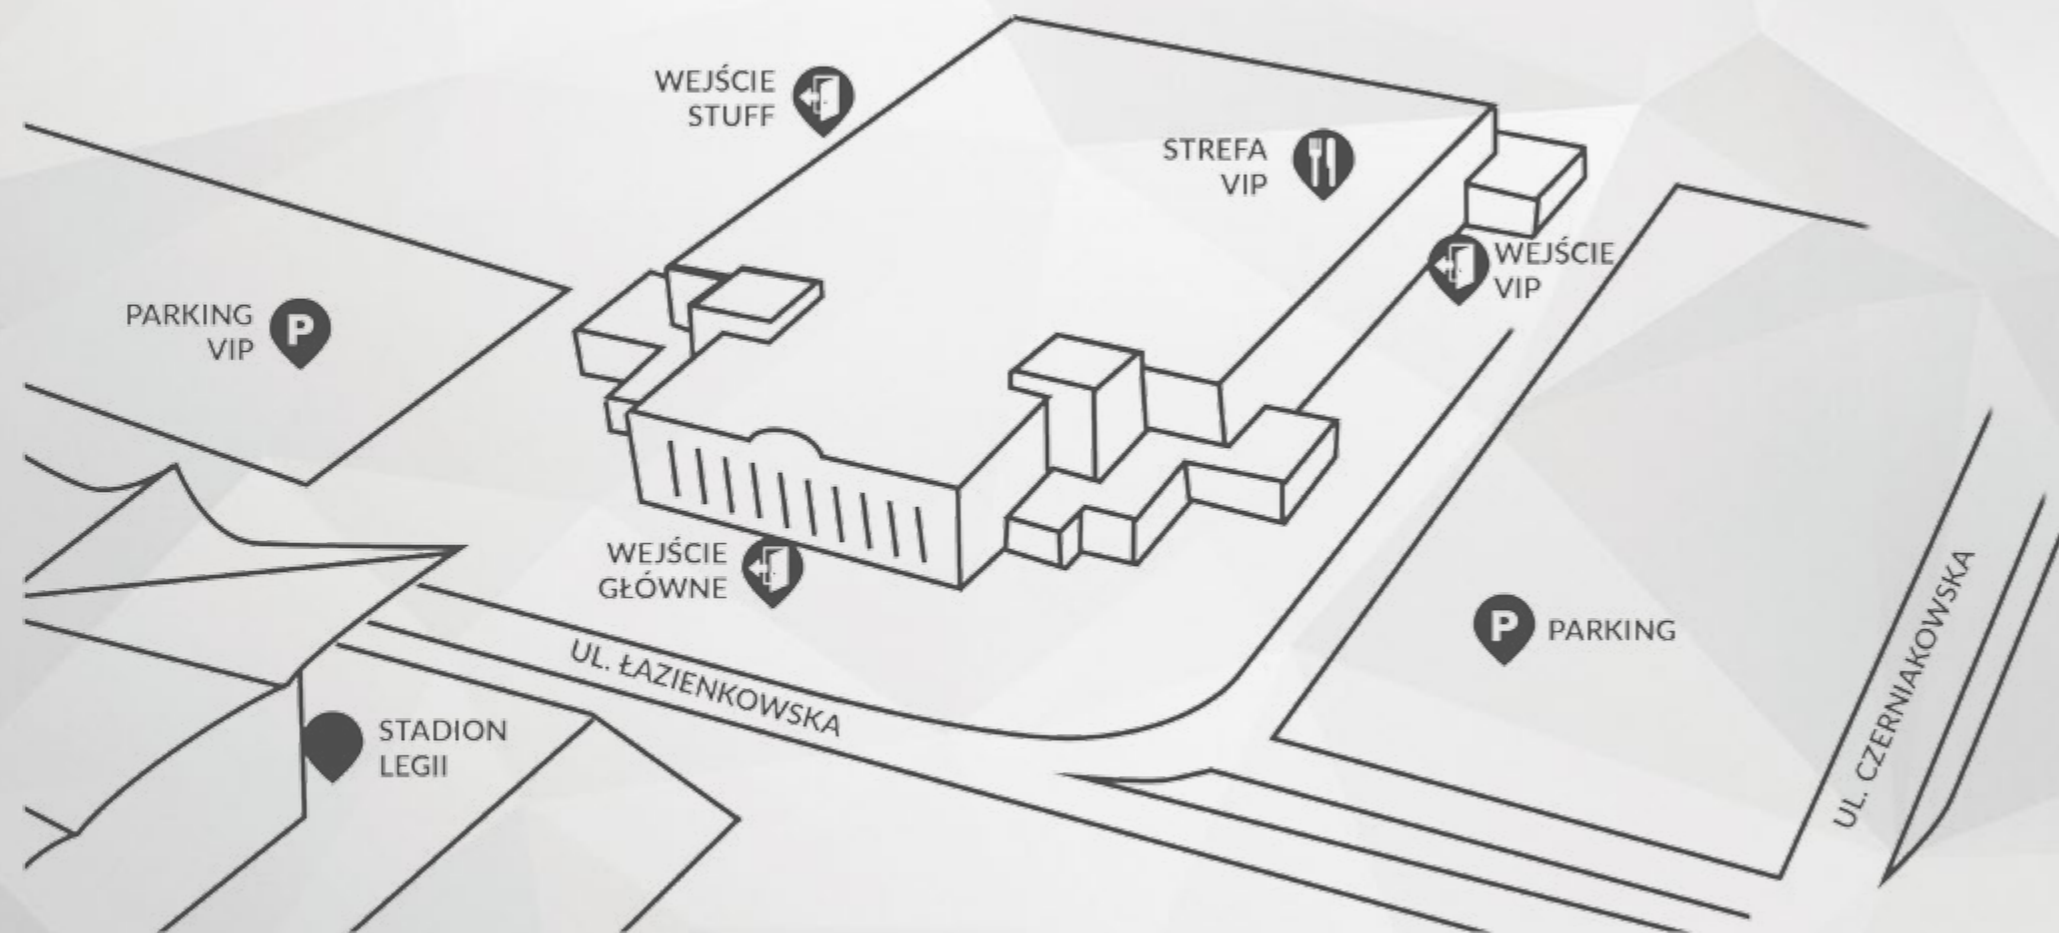 WEJŚCIE
STUFF
STREFA
VIP
WEJŚCIE
VIP
PARKING
VIP
P
WEJŚCIE
GŁÓWNE
P
PARKING
UL. ŁAZIENKOWSKA
UL. CZERNIAKOWSKA
STADION
LEGII